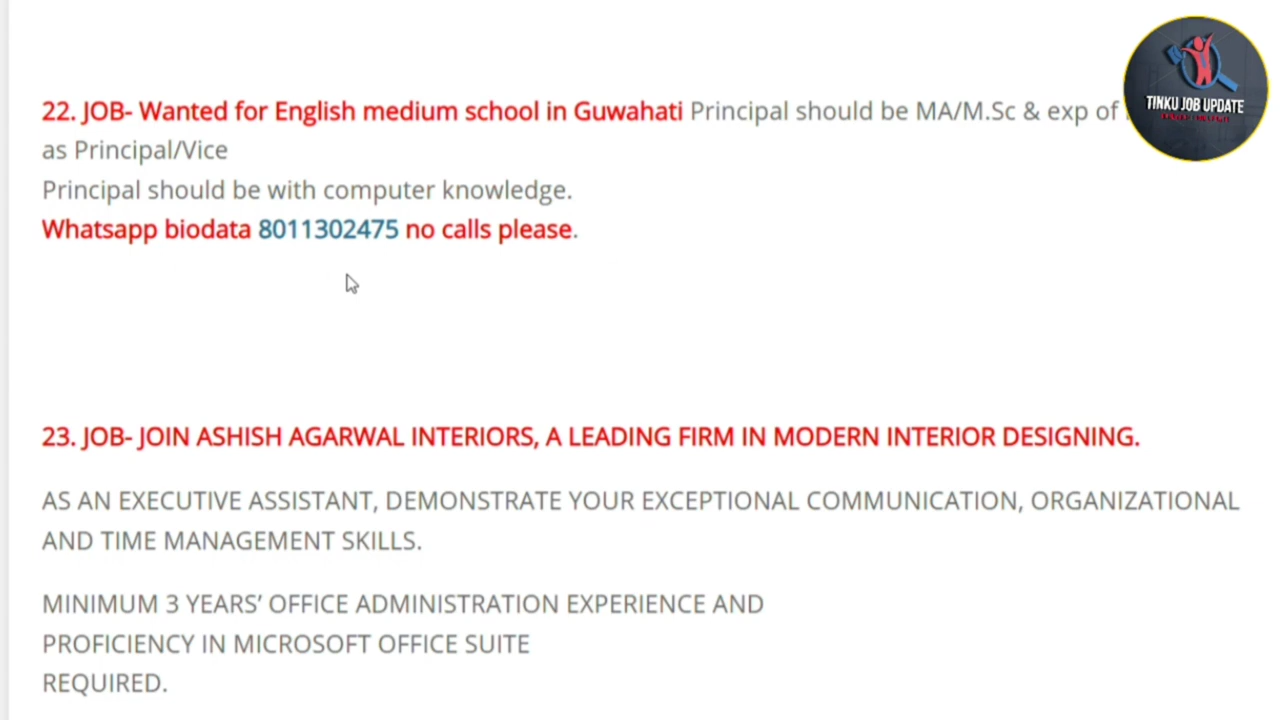 22. JOB- Wanted for English medium school in Guwahati Principal should be MA/M.Sc & exp of
as Principal/Vice
Principal should be with computer knowledge.
Whatsapp biodata 8011302475 no calls please.
TINKU JOB UPDATE
23. JOB- JOIN ASHISH AGARWAL INTERIORS, A LEADING FIRM IN MODERN INTERIOR DESIGNING.
AS AN EXECUTIVE ASSISTANT, DEMONSTRATE YOUR EXCEPTIONAL COMMUNICATION, ORGANIZATIONAL
AND TIME MANAGEMENT SKILLS.
MINIMUM 3 YEARS’ OFFICE ADMINISTRATION EXPERIENCE AND
PROFICIENCY IN MICROSOFT OFFICE SUITE
REQUIRED.